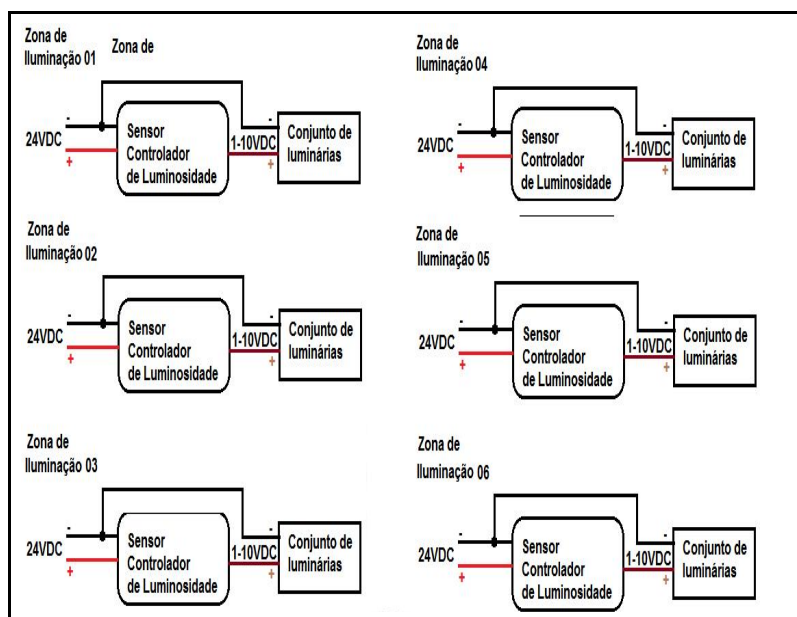 Zona de
Iluminação 01
Zona de
-
24VDC
+
Sensor
Controlador
de Luminosidade
1-10VDC
-
+
Conjunto de
luminárias
Zona de
Iluminação 02
-
24VDC
+
Sensor
Controlador
de Luminosidade
1-10VDC
-
+
Conjunto de
luminárias
Zona de
Iluminação 03
-
24VDC
+
Sensor
Controlador
de Luminosidade
1-10VDC
-
+
Conjunto de
luminárias
Zona de
Iluminação 04
-
24VDC
+
Sensor
Controlador
de Luminosidade
1-10VDC
-
+
Conjunto de
luminárias
Zona de
Iluminação 05
-
24VDC
+
Sensor
Controlador
de Luminosidade
1-10VDC
-
+
Conjunto de
luminárias
Zona de
Iluminação 06
-
24VDC
+
Sensor
Controlador
de Luminosidade
1-10VDC
-
+
Conjunto de
luminárias